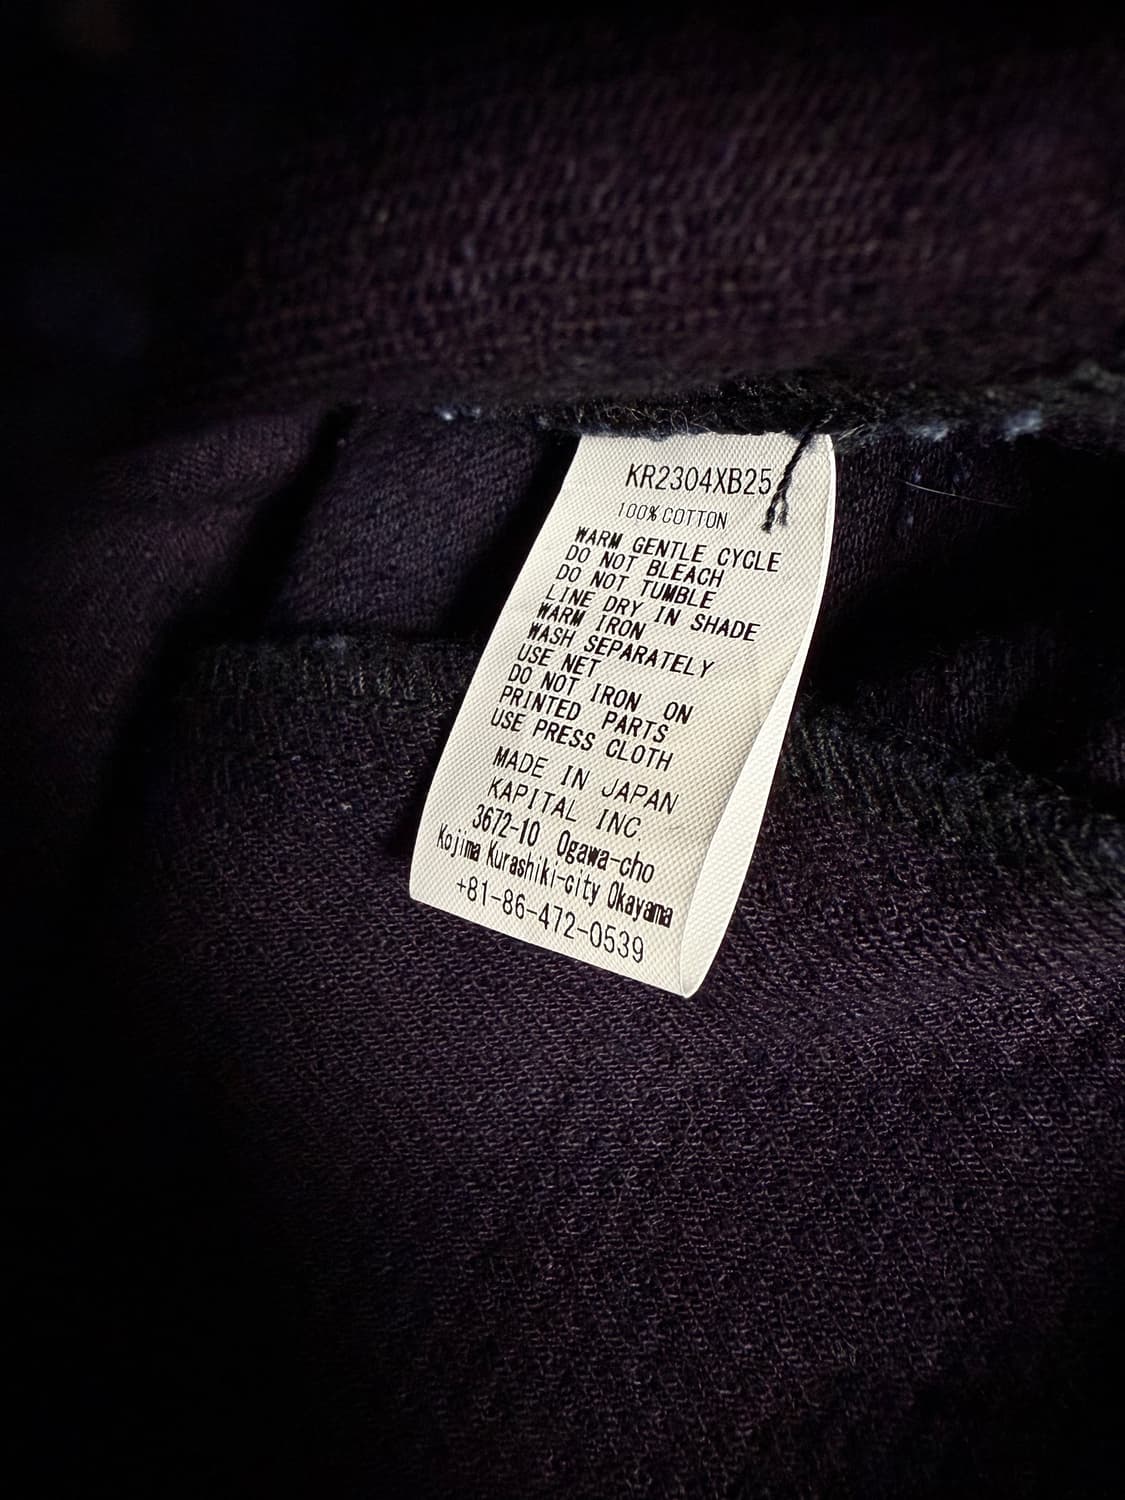 KR2304XB25
100% COTTON
WARM GENTLE CYCLE
DO NOT BLEACH
DO NOT TUMBLE
LINE DRY IN SHADE
WARM IRON
WASH SEPARATELY
USE NET
DO NOT IRON ON
PRINTED PARTS
USE PRESS CLOTH
MADE IN JAPAN
KAPITAL INC
3672-10 Ogawa-cho
Kojima Kurashiki-city Okayama
+81-86-472-0539